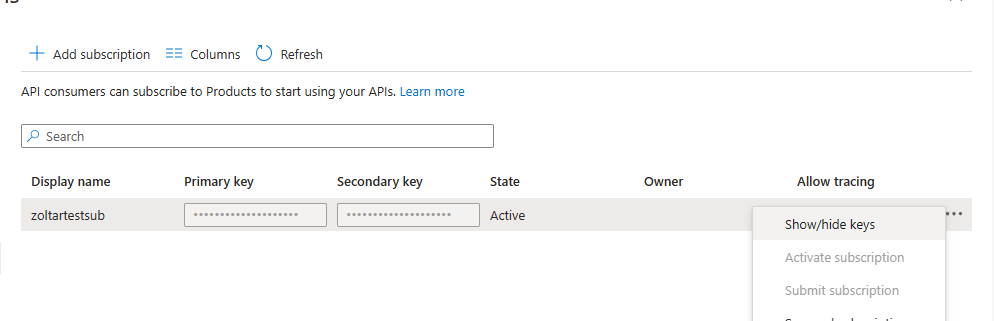 Add subscription Columns Refresh
API consumers can subscribe to Products to start using your APIs. Learn more
Search
Display name Primary key Secondary key State Owner Allow tracing
zoltartestsub •••••••••••••••••••• •••••••••••••••••••• Active ...
Show/hide keys
Activate subscription
Submit subscription